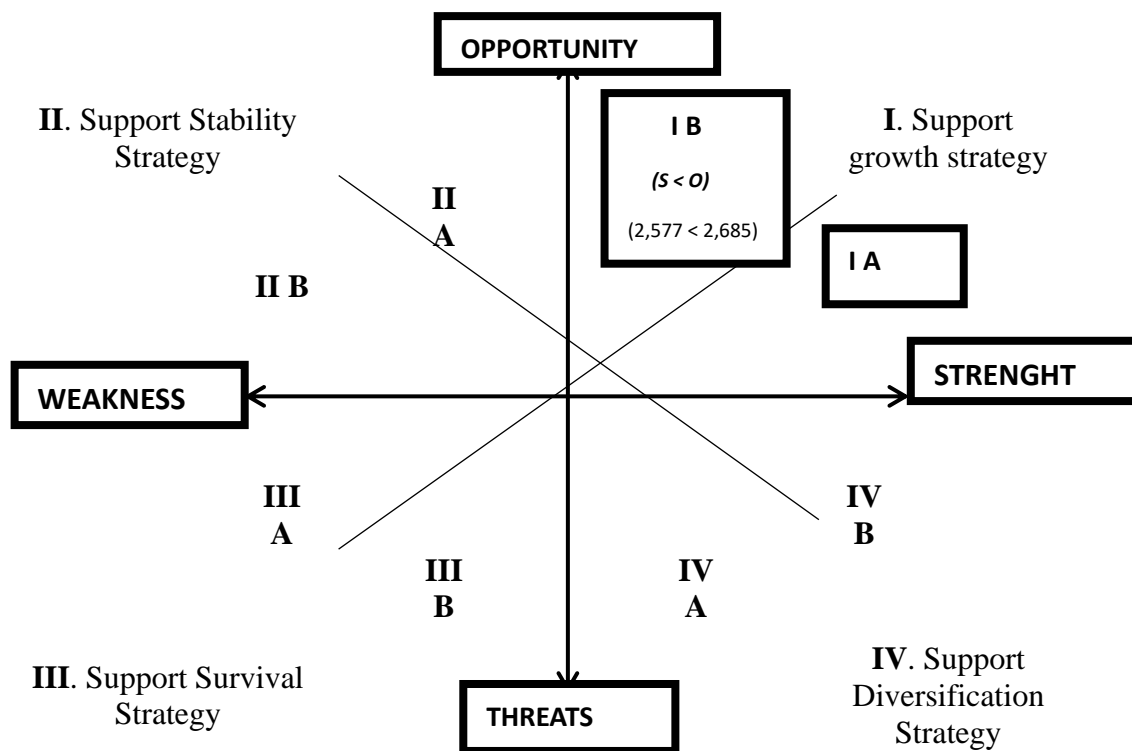 OPPORTUNITY
II. Support Stability
Strategy
I B
(S < O)
(2,577 < 2,685)
I. Support
growth strategy
II
A
I A
II B
WEAKNESS
STRENGHT
III
A
IV
B
III
B
IV
A
III. Support Survival
Strategy
THREATS
IV. Support
Diversification
Strategy